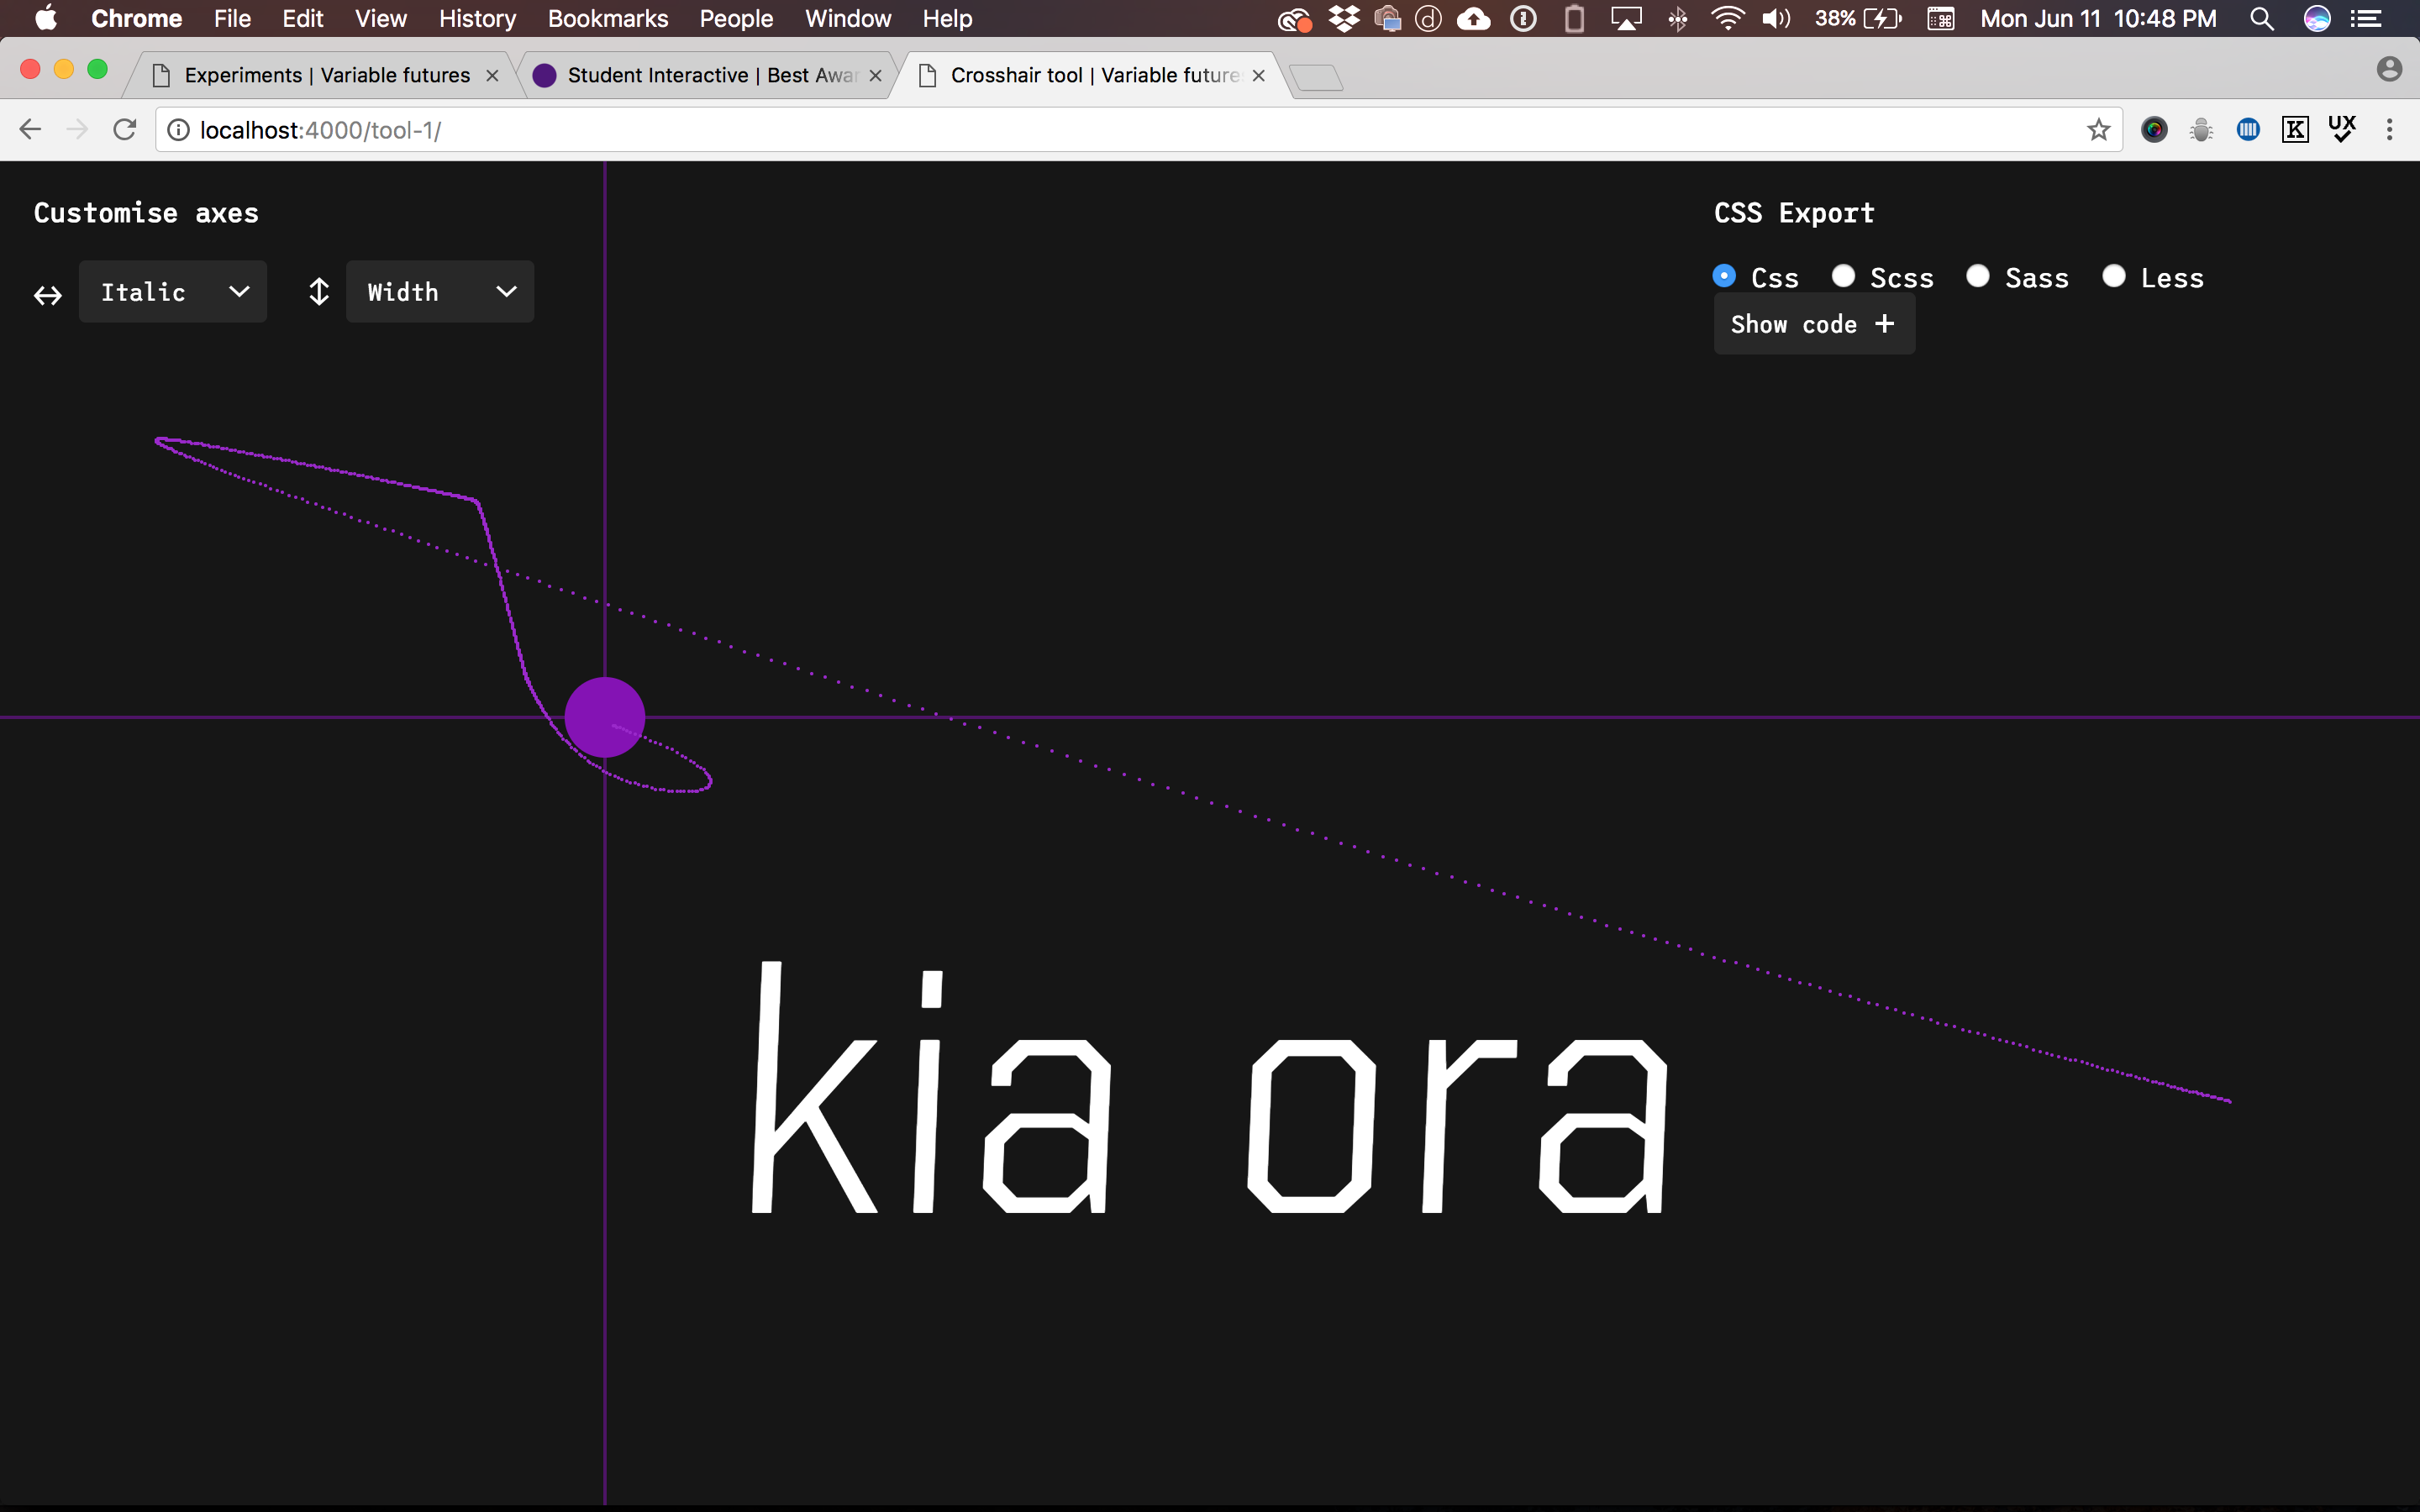 Chrome File Edit View History Bookmarks People Window Help 38% Mon Jun 11 10:48 PM
Experiments | Variable futures Student Interactive | Best Awar Crosshair tool | Variable future
localhost:4000/tool-1/ K UX
Customise axes CSS Export
Italic Width Css Scss Sass Less
Show code +
kia ora